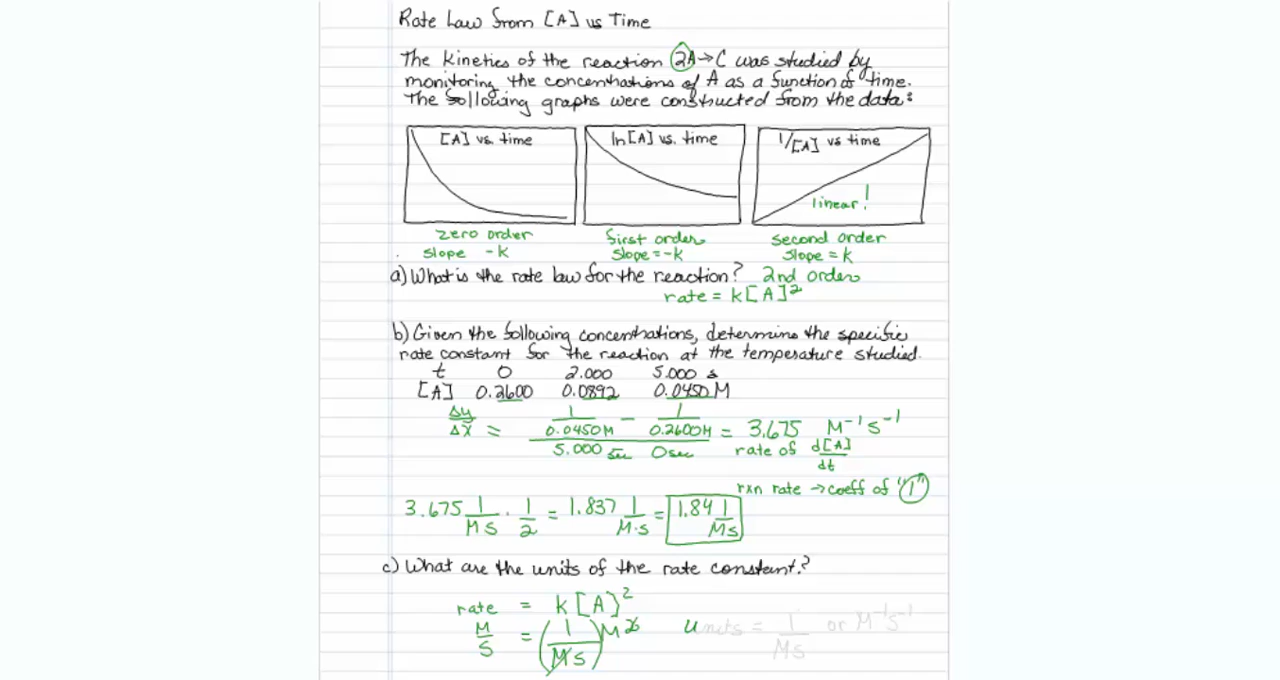 Rate Law from [A] vs Time
The kinetics of the reaction 2A→C was studied by
monitoring the concentrations of A as a function of time.
The following graphs were constructed from the data:
[A] vs. time
ln[A] vs. time
1/[A] vs time
linear!
zero order
slope -k
first order
slope = -k
second order
slope = k
a) What is the rate law for the reaction? 2nd order
rate = k[A]²
b) Given the following concentrations, determine the specific
rate constant for the reaction at the temperature studied.
t 0 2.000 5.000 s
[A] 0.2600 0.0892 0.0450 M
Δy/Δx = (1/0.0450M − 1/0.2600M)/(5.000 sec 0 sec) = 3.675 M⁻¹s⁻¹
rate of d[A]/dt
rxn rate → coeff of "1"
3.675 1/Ms · 1/2 = 1.837 1/M·s = 1.84 1/Ms
c) What are the units of the rate constant?
rate = k[A]²
M/s = (1/Ms) M²
units = 1/Ms or M⁻¹s⁻¹